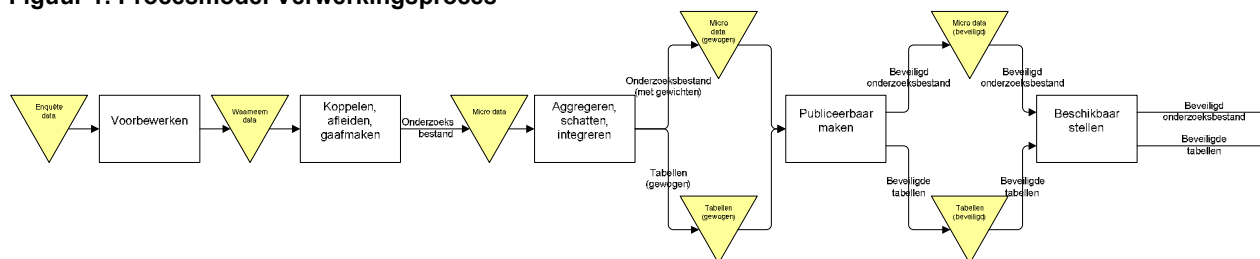 Figuur 1: Procesmodel verwerkingsproces
Enquête
data
Voorbewerken
Waarneem
data
Koppelen,
afleiden,
gaafmaken
Onderzoeks
bestand
Micro data
Aggregeren,
schatten,
integreren
Onderzoeksbestand
(met gewichten)
Tabellen
(gewogen)
Micro
data
(gewogen)
Tabellen
(gewogen)
Publiceerbaar
maken
Beveiligd
onderzoeksbestand
Beveiligde
tabellen
Micro data
(beveiligd)
Tabellen
(beveiligd)
Beveiligd
onderzoeksbestand
Beveiligde
tabellen
Beschikbaar
stellen
Beveiligd
onderzoeksbestand
Beveiligde
tabellen